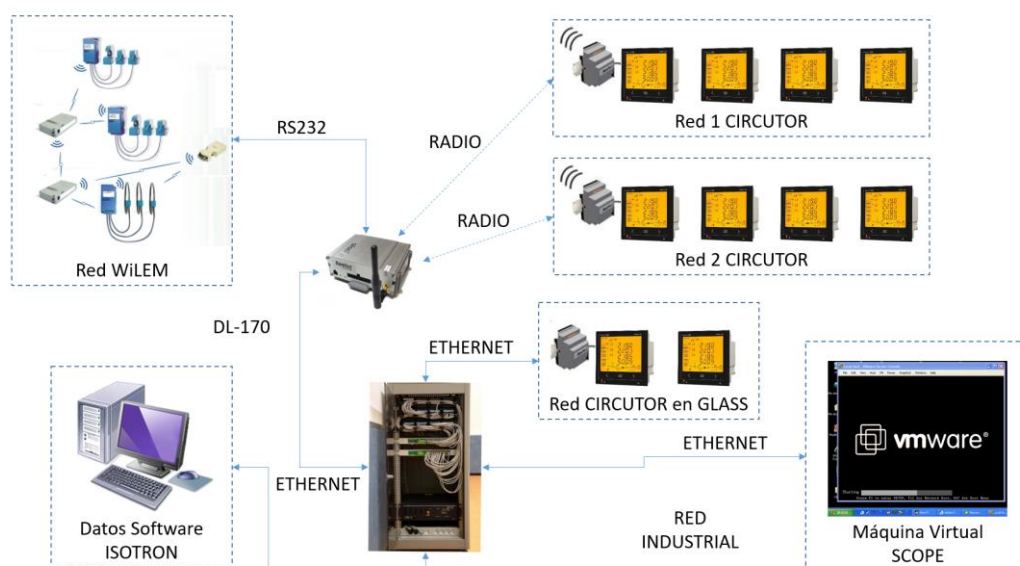 RS232
RADIO
Red 1 CIRCUTOR
RADIO
Red WiLEM
Red 2 CIRCUTOR
DL-170
ETHERNET
Red CIRCUTOR en GLASS
ETHERNET
vmware®
ETHERNET
Datos Software
ISOTRON
RED
INDUSTRIAL
Máquina Virtual
SCOPE